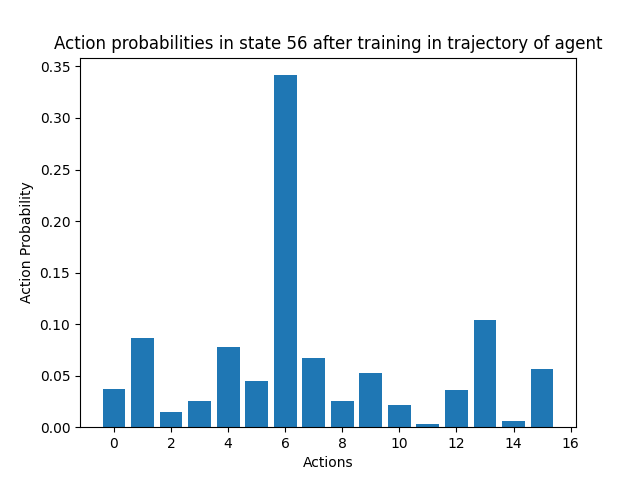 Action probabilities in state 56 after training in trajectory of agent
0.35
0.30
0.25
0.20
0.15
0.10
0.05
0.00
Action Probability
0 2 4 6 8 10 12 14 16
Actions